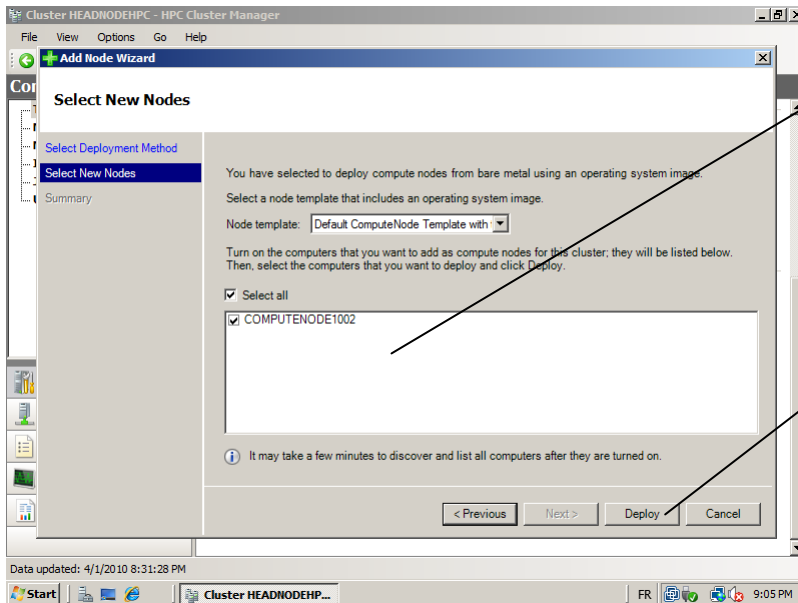 Cluster HEADNODEHPC - HPC Cluster Manager
File View Options Go Help
Add Node Wizard
Select New Nodes
Select Deployment Method
Select New Nodes
Summary
You have selected to deploy compute nodes from bare metal using an operating system image.
Select a node template that includes an operating system image.
Node template: Default ComputeNode Template with
Turn on the computers that you want to add as compute nodes for this cluster; they will be listed below.
Then, select the computers that you want to deploy and click Deploy.
Select all
COMPUTENODE1002
It may take a few minutes to discover and list all computers after they are turned on.
< Previous Next > Deploy Cancel
Data updated: 4/1/2010 8:31:28 PM
Start Cluster HEADNODEHP... FR 9:05 PM